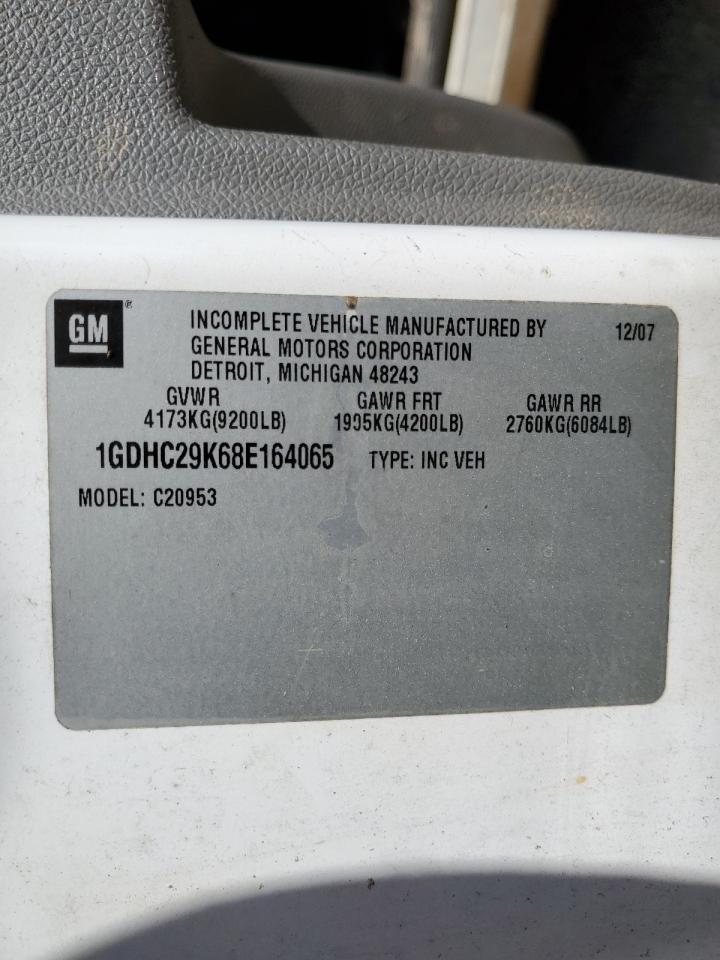 GM ®
INCOMPLETE VEHICLE MANUFACTURED BY 12/07
GENERAL MOTORS CORPORATION
DETROIT, MICHIGAN 48243
GVWR GAWR FRT GAWR RR
4173KG(9200LB) 1905KG(4200LB) 2760KG(6084LB)
1GDHC29K68E164065 TYPE: INC VEH
MODEL: C20953